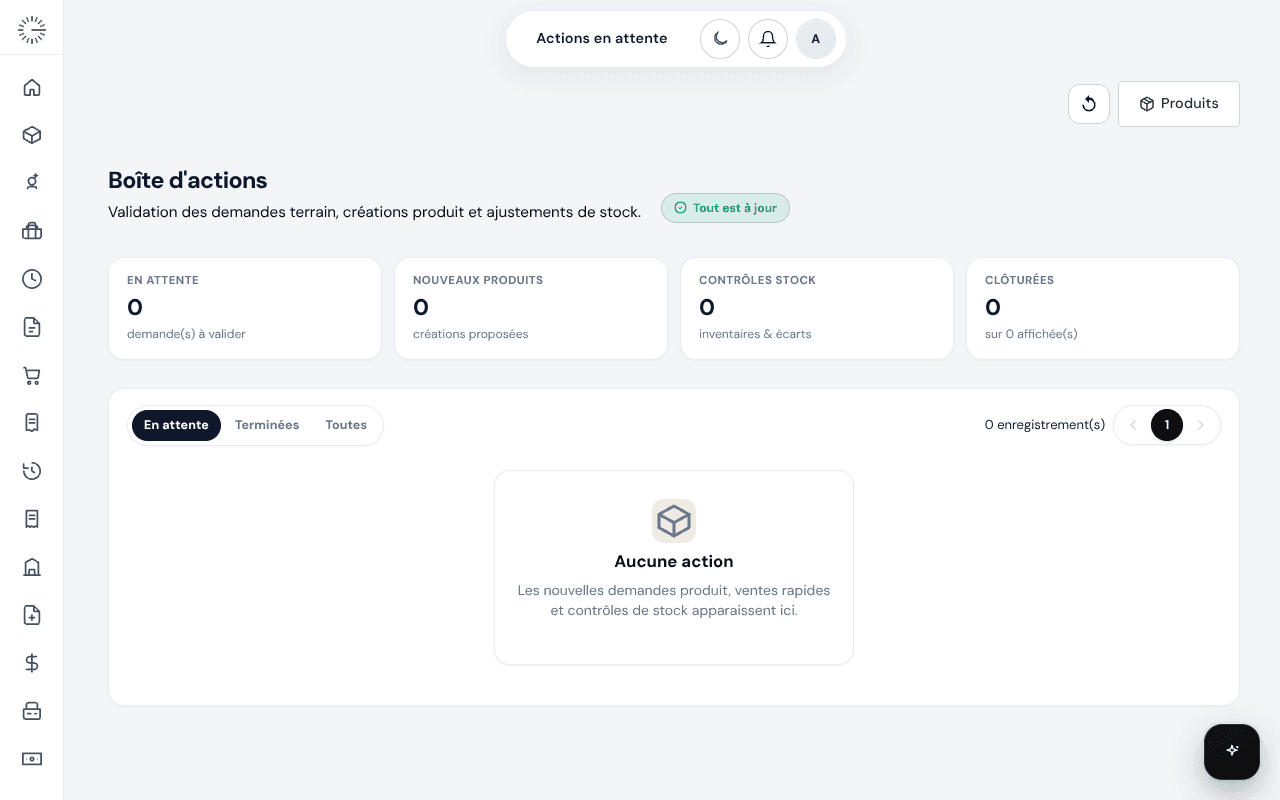 Actions en attente
A
Produits
Boîte d'actions
Validation des demandes terrain, créations produit et ajustements de stock.
Tout est à jour
EN ATTENTE
0
demande(s) à valider
NOUVEAUX PRODUITS
0
créations proposées
CONTRÔLES STOCK
0
inventaires & écarts
CLÔTURÉES
0
sur 0 affichée(s)
En attente
Terminées
Toutes
0 enregistrement(s)
1
Aucune action
Les nouvelles demandes produit, ventes rapides
et contrôles de stock apparaissent ici.